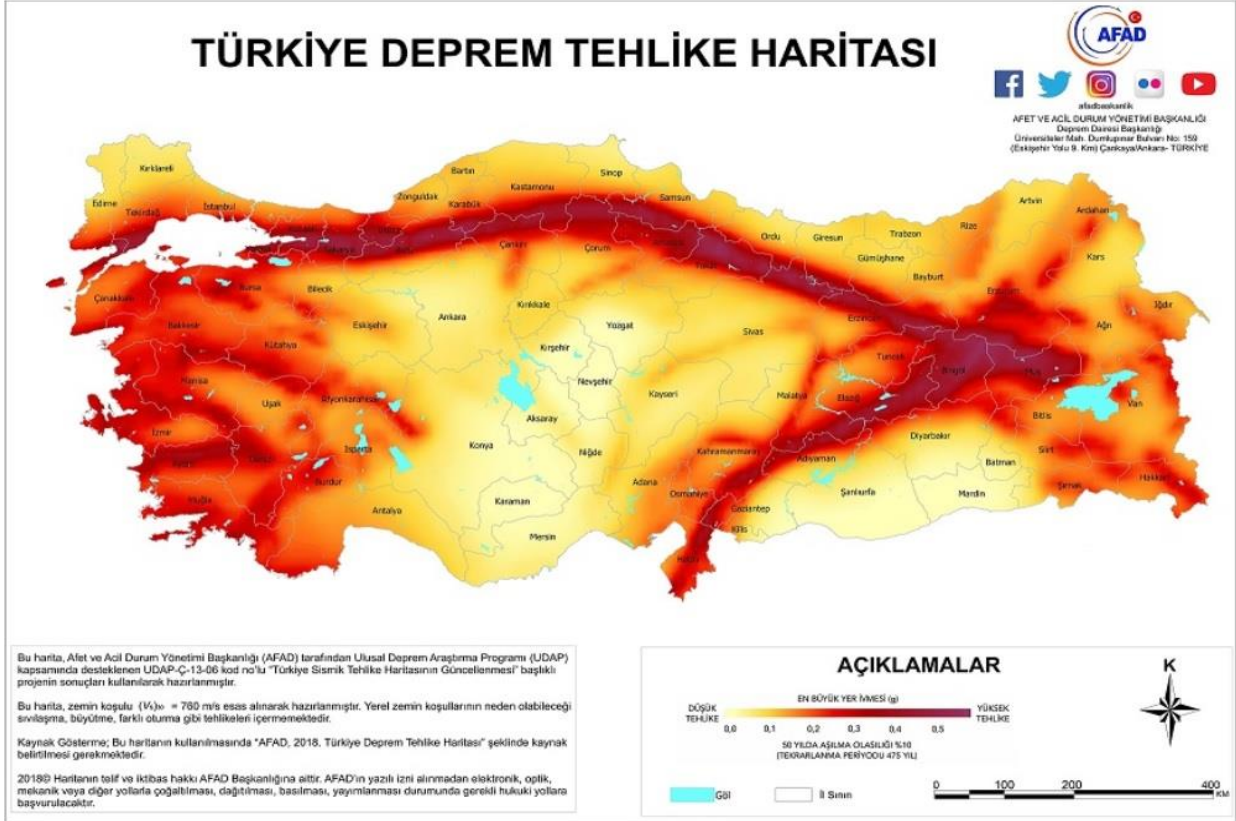 TÜRKİYE DEPREM TEHLİKE HARİTASI
AFAD
afadbaskanlik
AFET VE ACİL DURUM YÖNETİMİ BAŞKANLIĞI
Deprem Dairesi Başkanlığı
Üniversiteler Mah. Dumlupınar Bulvarı No: 159
(Eskişehir Yolu 9. Km) Çankaya/Ankara- TÜRKİYE
Kırklareli
Edirne
Tekirdağ
İstanbul
Bartın
Zonguldak
Karabük
Kastamonu
Sinop
Samsun
Ordu
Giresun
Trabzon
Rize
Artvin
Ardahan
Kars
Gümüşhane
Bayburt
Erzurum
Iğdır
Ağrı
Çankırı
Çorum
Sakarya
Çanakkale
Bursa
Bilecik
Balıkesir
Kütahya
Eskişehir
Ankara
Kırıkkale
Yozgat
Sivas
Erzincan
Tunceli
Bingöl
Muş
Kırşehir
Nevşehir
Kayseri
Malatya
Elazığ
Bitlis
Van
Manisa
Uşak
Afyonkarahisar
İzmir
Aydın
Isparta
Konya
Aksaray
Niğde
Kahramanmaraş
Adıyaman
Diyarbakır
Batman
Siirt
Şırnak
Hakkari
Muğla
Burdur
Antalya
Karaman
Mersin
Adana
Osmaniye
Gaziantep
Kilis
Şanlıurfa
Mardin
Hatay
Bu harita, Afet ve Acil Durum Yönetimi Başkanlığı (AFAD) tarafından Ulusal Deprem Araştırma Programı (UDAP)
kapsamında desteklenen UDAP-Ç-13-06 kod no'lu "Türkiye Sismik Tehlike Haritasının Güncellenmesi" başlıklı
projenin sonuçları kullanılarak hazırlanmıştır.
Bu harita, zemin koşulu (Vs)30 = 760 m/s esas alınarak hazırlanmıştır. Yerel zemin koşullarının neden olabileceği
sıvılaşma, büyütme, farklı oturma gibi tehlikeleri içermemektedir.
Kaynak Gösterme; Bu haritanın kullanılmasında "AFAD, 2018. Türkiye Deprem Tehlike Haritası" şeklinde kaynak
belirtilmesi gerekmektedir.
2018© Haritanın telif ve iktibas hakkı AFAD Başkanlığına aittir. AFAD'ın yazılı izni alınmadan elektronik, optik,
mekanik veya diğer yollarla çoğaltılması, dağıtılması, basılması, yayımlanması durumunda gerekli hukuki yollara
başvurulacaktır.
AÇIKLAMALAR
EN BÜYÜK YER İVMESİ (g)
DÜŞÜK TEHLİKE
YÜKSEK TEHLİKE
0,0 0,1 0,2 0,3 0,4 0,5
50 YILDA AŞILMA OLASILIĞI %10
(TEKRARLANMA PERİYODU 475 YIL)
Göl
İl Sınırı
K
0 50 100 200 400
KM